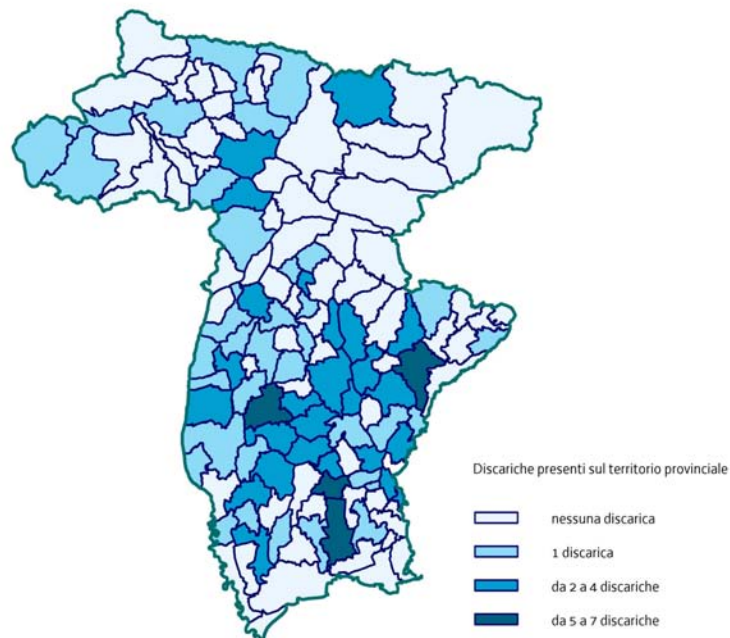 Discariche presenti sul territorio provinciale
nessuna discarica
1 discarica
da 2 a 4 discariche
da 5 a 7 discariche